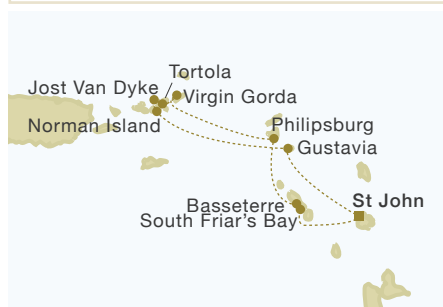 Tortola
Jost Van Dyke
Virgin Gorda
Norman Island
Philipsburg
Gustavia
Basseterre
St John
South Friar's Bay